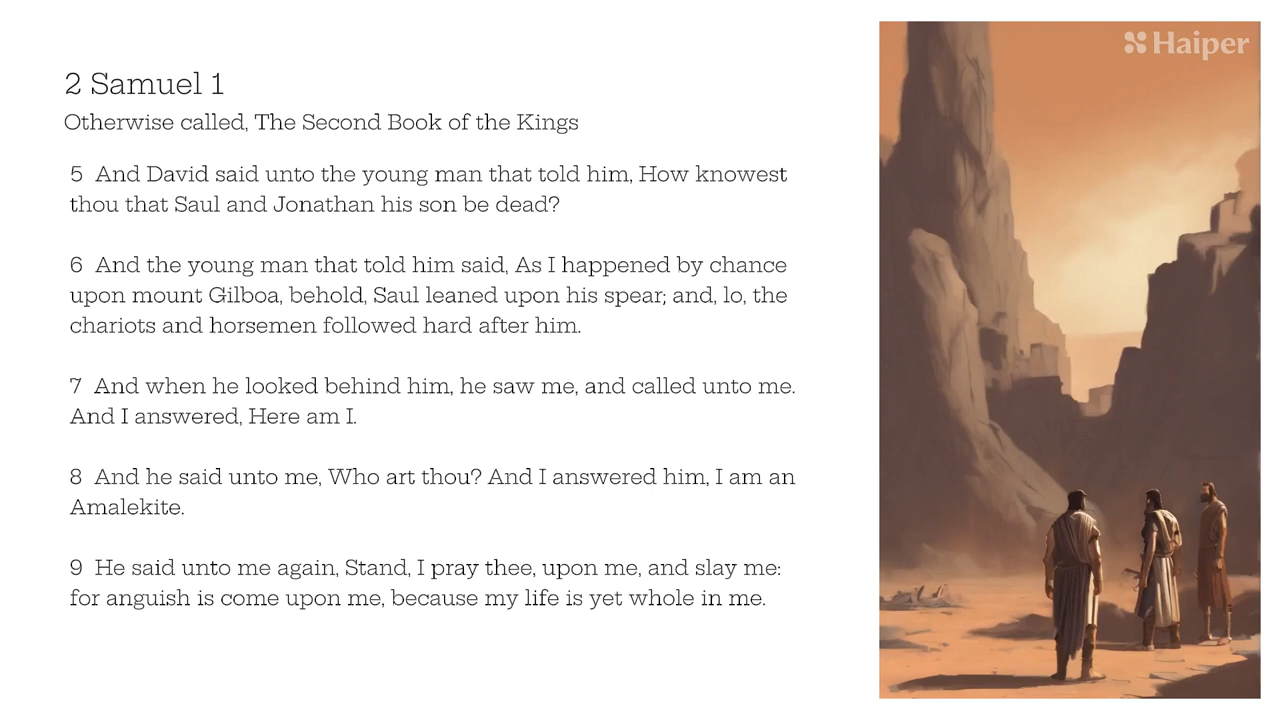 2 Samuel 1
Otherwise called, The Second Book of the Kings
5 And David said unto the young man that told him, How knowest
thou that Saul and Jonathan his son be dead?
6 And the young man that told him said, As I happened by chance
upon mount Gilboa, behold, Saul leaned upon his spear; and, lo, the
chariots and horsemen followed hard after him.
7 And when he looked behind him, he saw me, and called unto me.
And I answered, Here am I.
8 And he said unto me, Who art thou? And I answered him, I am an
Amalekite.
9 He said unto me again, Stand, I pray thee, upon me, and slay me:
for anguish is come upon me, because my life is yet whole in me.
Haiper